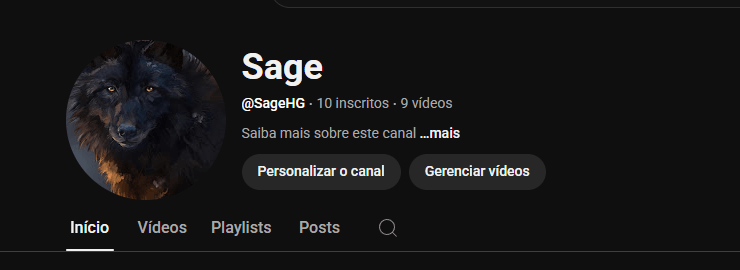 Sage
@SageHG · 10 inscritos · 9 vídeos
Saiba mais sobre este canal ...mais
Personalizar o canal Gerenciar vídeos
Início Vídeos Playlists Posts